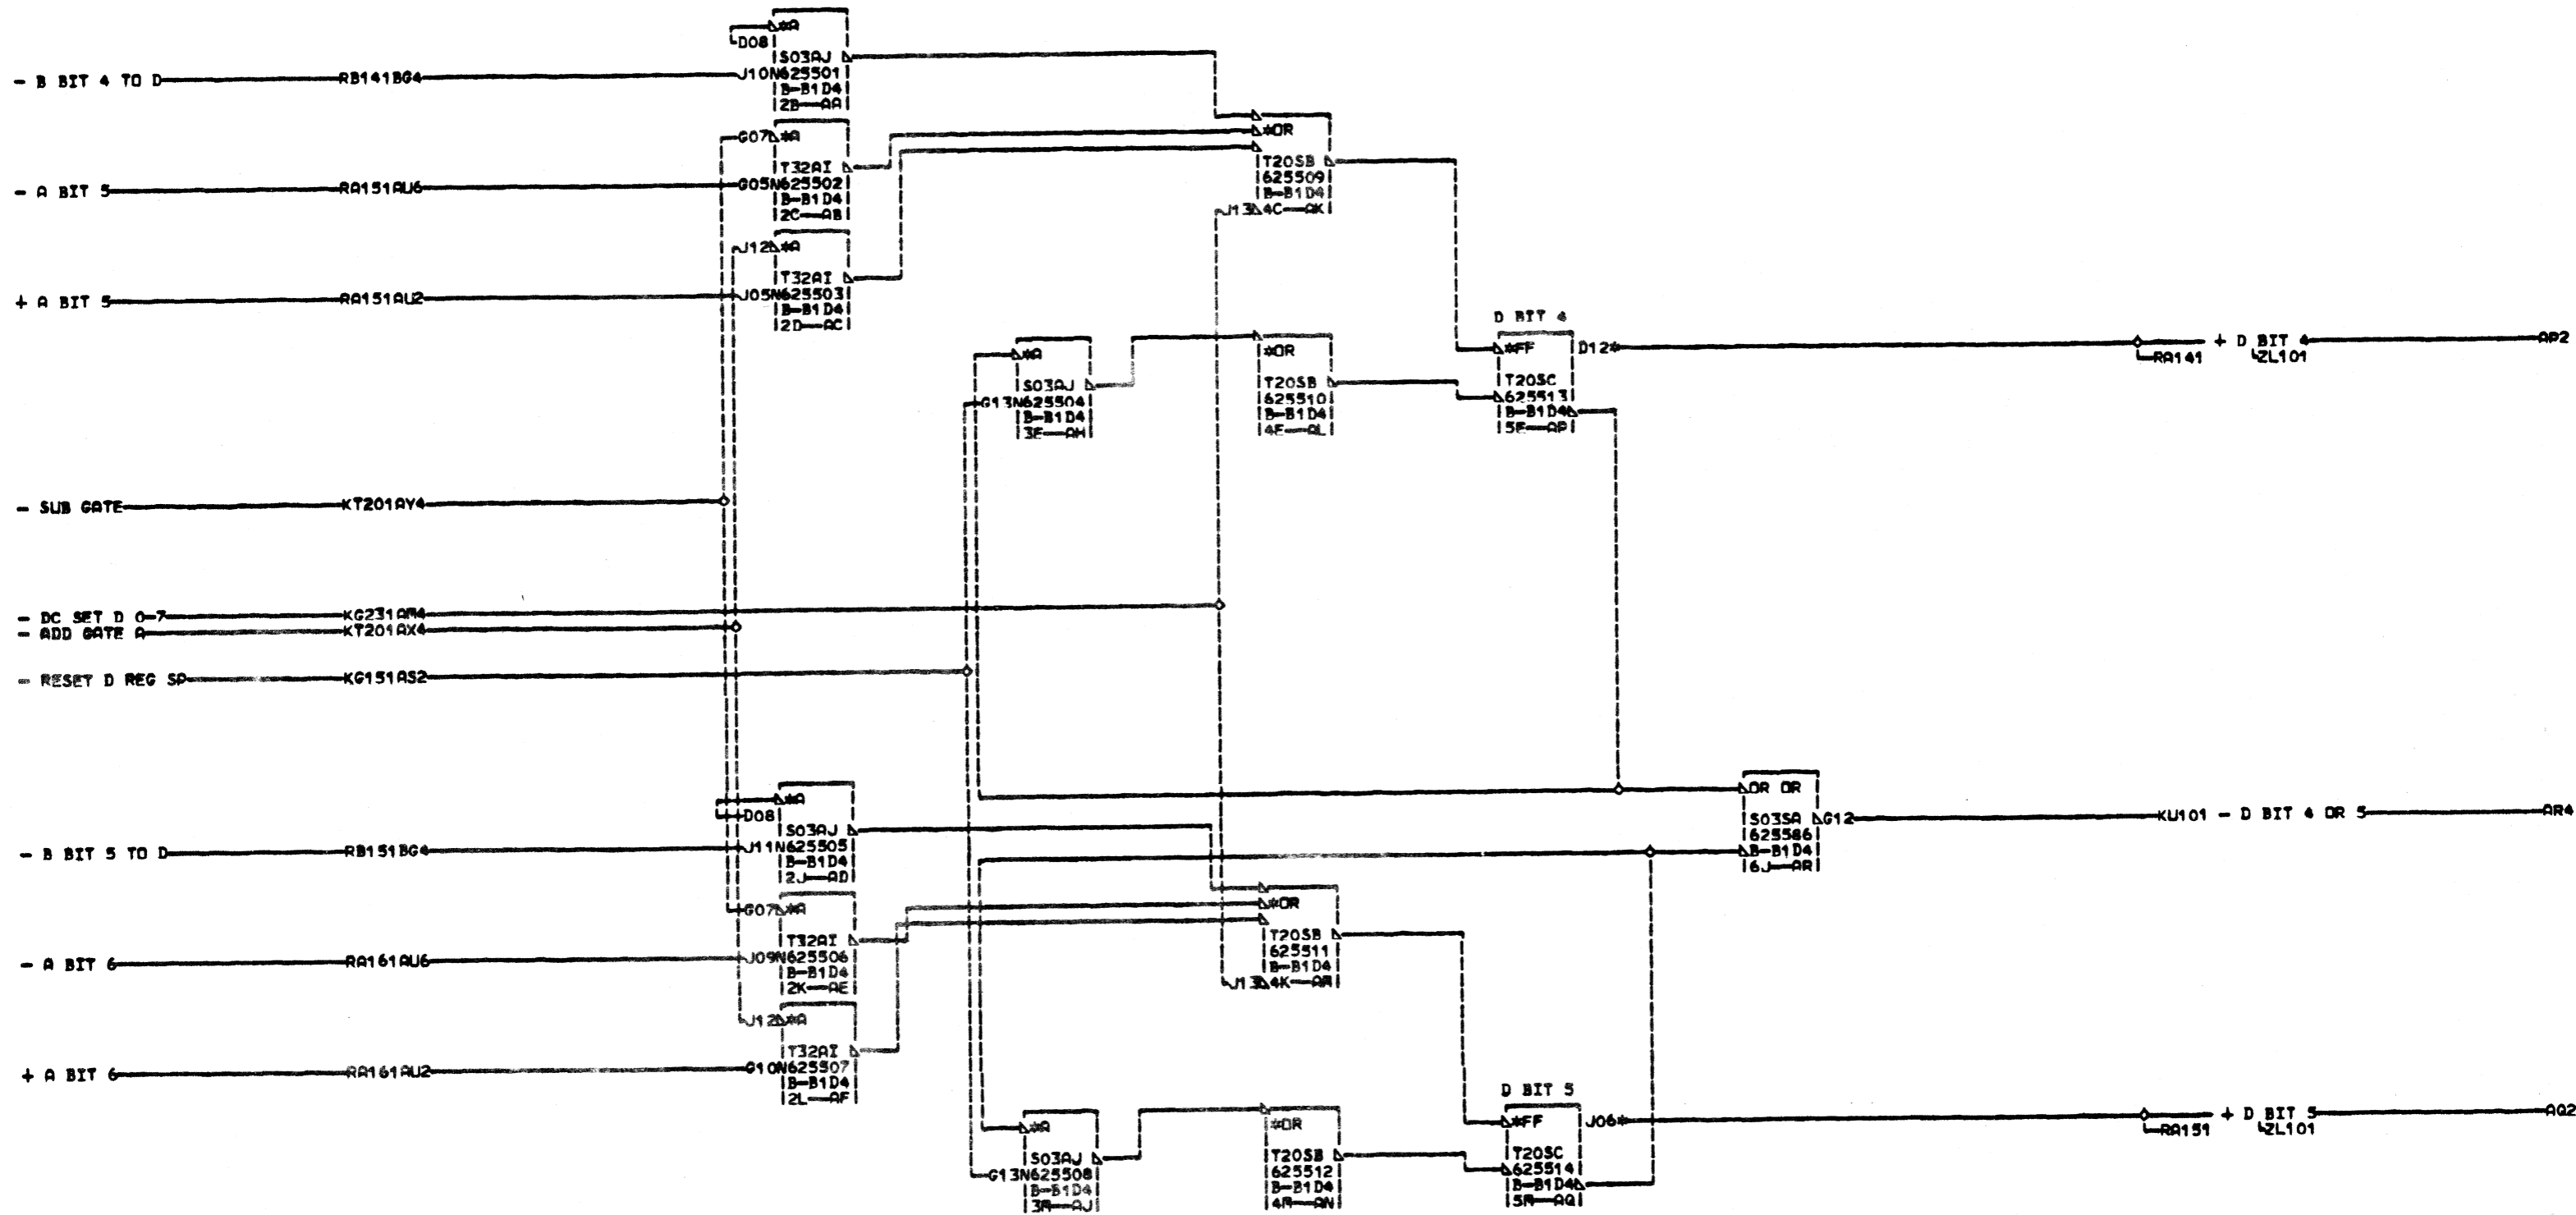 *A
D08
S03AJ
- B BIT 4 TO D RB141BG4 J10N625501
B-B1D4
2B-AA
G07 *A
*OR
T32AI
T20SB
- A BIT 5 RA151AU6 G05N625502
625509
B-B1D4
B-B1D4
2C-AB
J13 4C-AK
J12 *A
T32AI
+ A BIT 5 RA151AU2 J05N625503
B-B1D4
2D-AC
D BIT 4
*A
*OR
*FF D12*
+ D BIT 4 AP2
RA141 ZL101
S03AJ
T20SB
T20SC
G13N625504
625510
625513
B-B1D4
B-B1D4
B-B1D4
3E-AH
4E-AL
5E-AP
- SUB GATE KT201AY4
- DC SET D 0-7 KG231AM4
- ADD GATE A KT201AX4
- RESET D REG SP KG151AS2
*A
OR OR
D08
S03SA G12 KU101 - D BIT 4 OR 5 AR4
S03AJ
625586
- B BIT 5 TO D RB151BG4 J11N625505
B-B1D4
B-B1D4
6J-AR
2J-AD
G07 *A
*OR
T32AI
T20SB
- A BIT 6 RA161AU6 J09N625506
625511
B-B1D4
B-B1D4
2K-AE
J13 4K-AM
J12 *A
T32AI
+ A BIT 6 RA161AU2 G10N625507
B-B1D4
2L-AF
D BIT 5
*A
*OR
*FF J06*
+ D BIT 5 AQ2
RA151 ZL101
S03AJ
T20SB
T20SC
G13N625508
625512
625514
B-B1D4
B-B1D4
B-B1D4
3M-AJ
4M-AN
5M-AQ